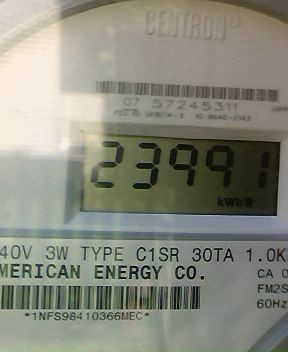 CENTRON®
07 57245311
23991
kWh
40V 3W TYPE C1SR 30TA 1.0K
MERICAN ENERGY CO.
CA 0
FM2S
*1NFS98410366MEC*
60Hz